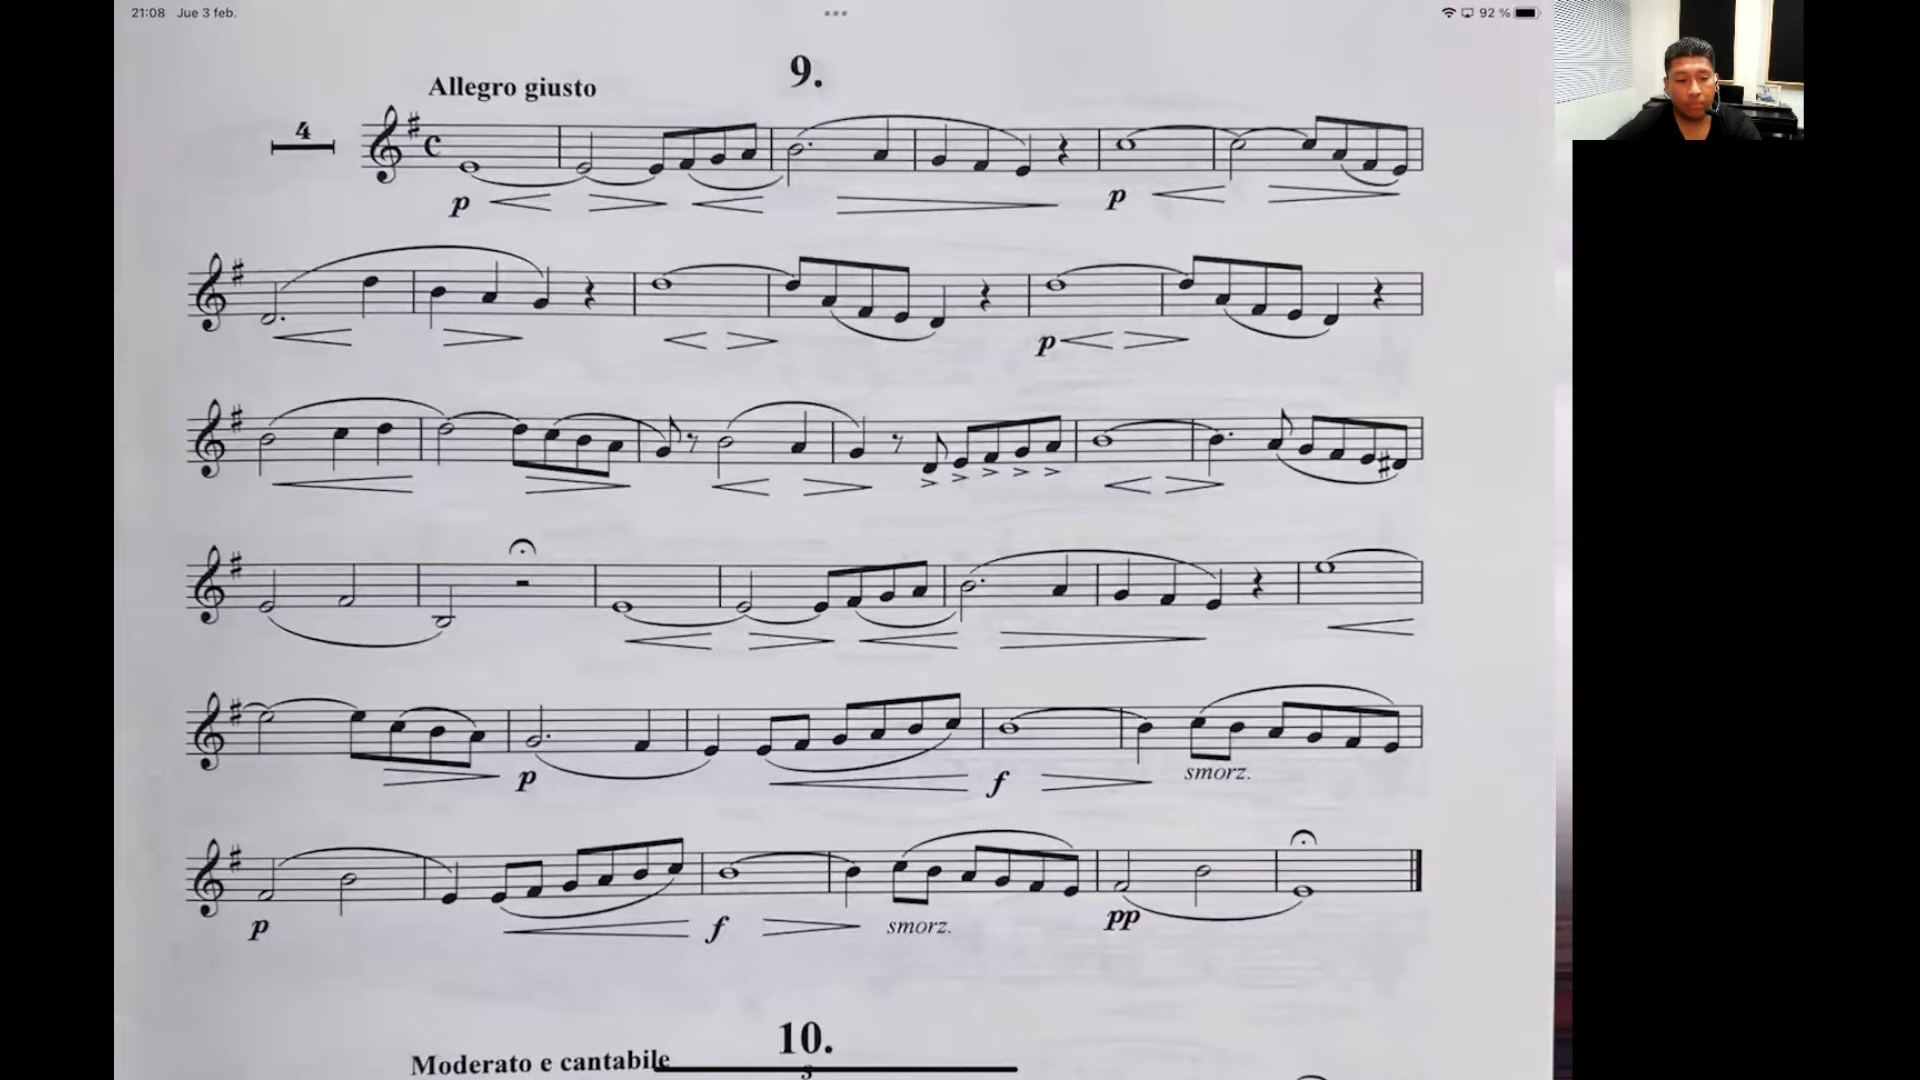 21:08 Jue 3 feb.
92 %
9.
Allegro giusto
4
p
p
p
p
f
smorz.
p
f
smorz.
pp
10.
Moderato e cantabile
3